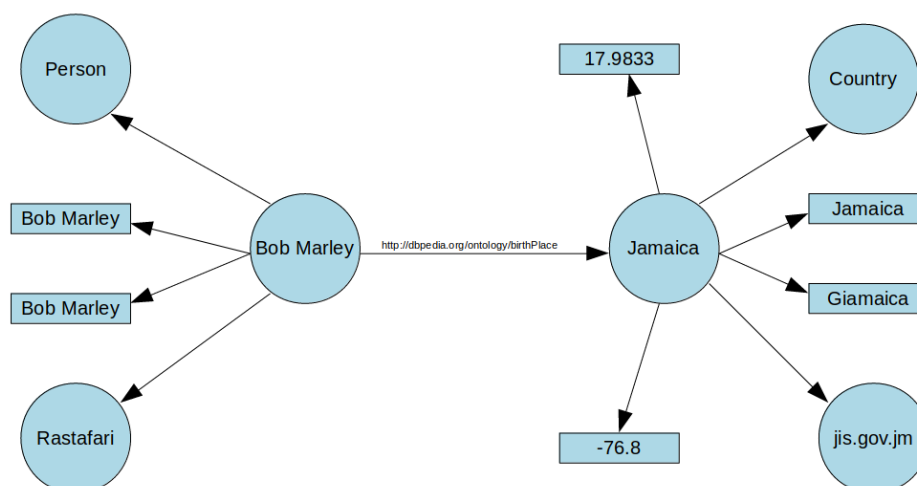 Person
17.9833
Country
Bob Marley
Jamaica
Bob Marley
http://dbpedia.org/ontology/birthPlace
Jamaica
Bob Marley
Giamaica
Rastafari
-76.8
jis.gov.jm